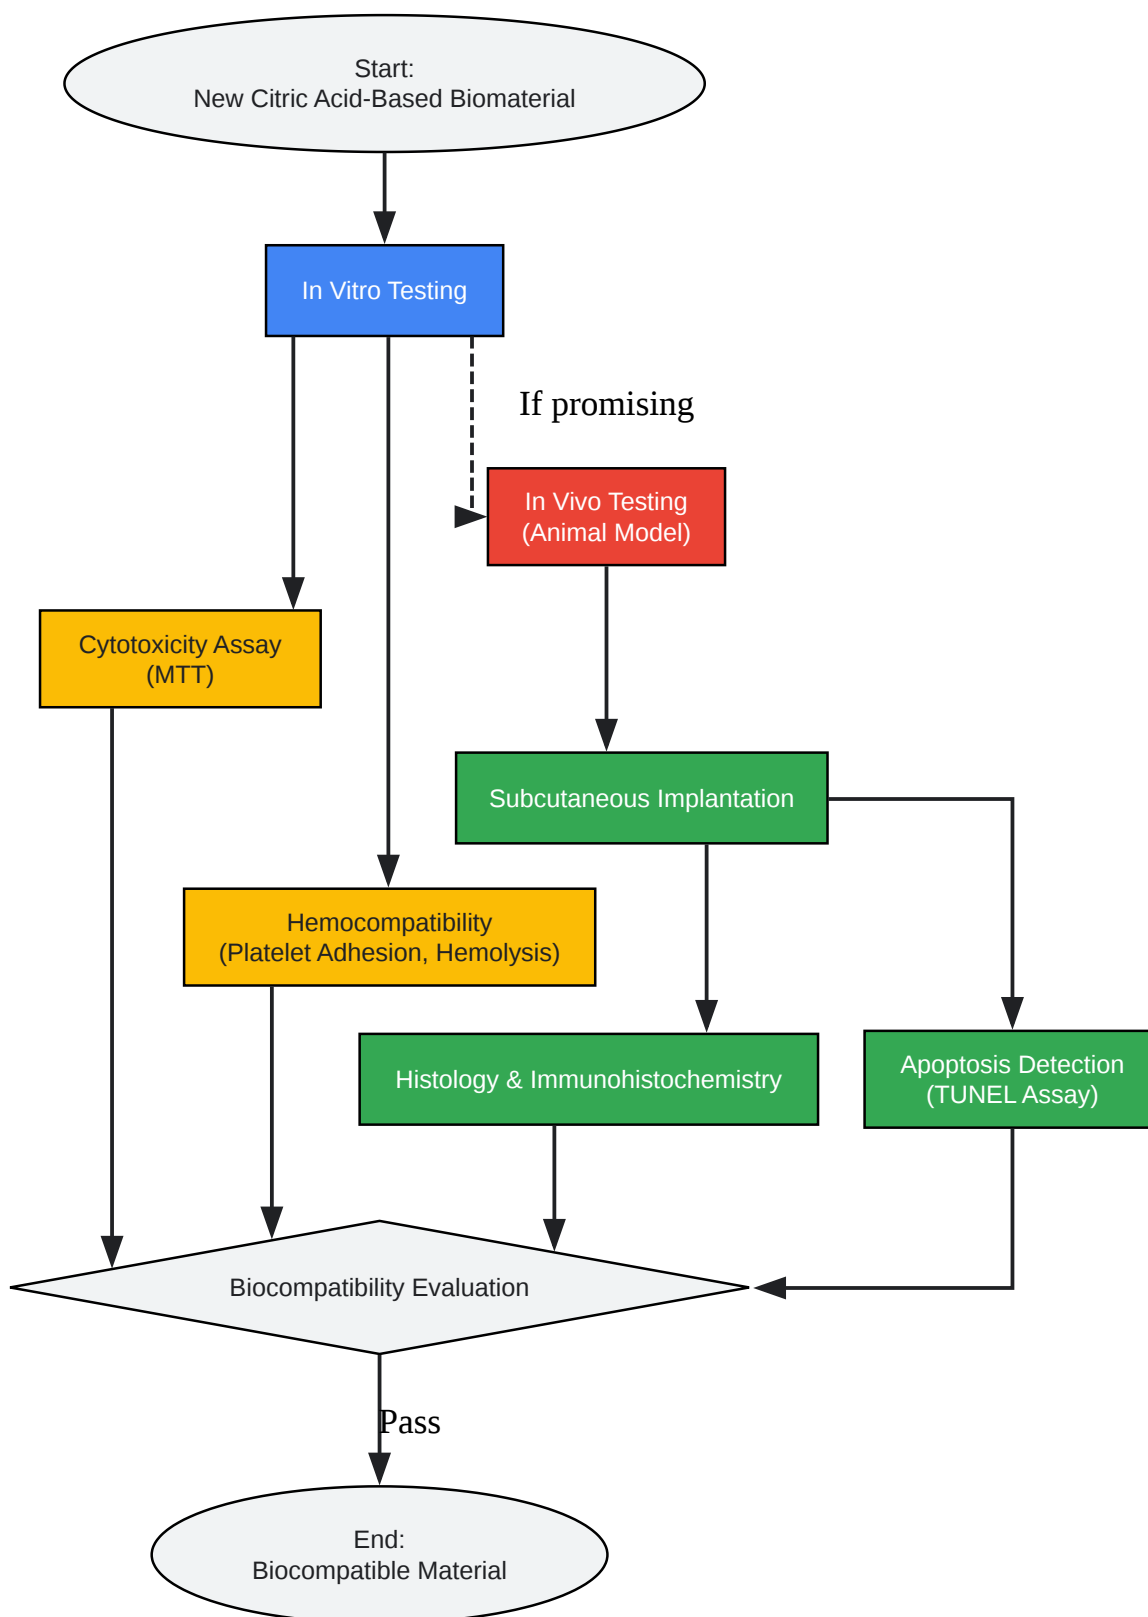 Start:
New Citric Acid-Based Biomaterial
In Vitro Testing
If promising
In Vivo Testing
(Animal Model)
Cytotoxicity Assay
(MTT)
Subcutaneous Implantation
Hemocompatibility
(Platelet Adhesion, Hemolysis)
Histology & Immunohistochemistry
Apoptosis Detection
(TUNEL Assay)
Biocompatibility Evaluation
Pass
End:
Biocompatible Material